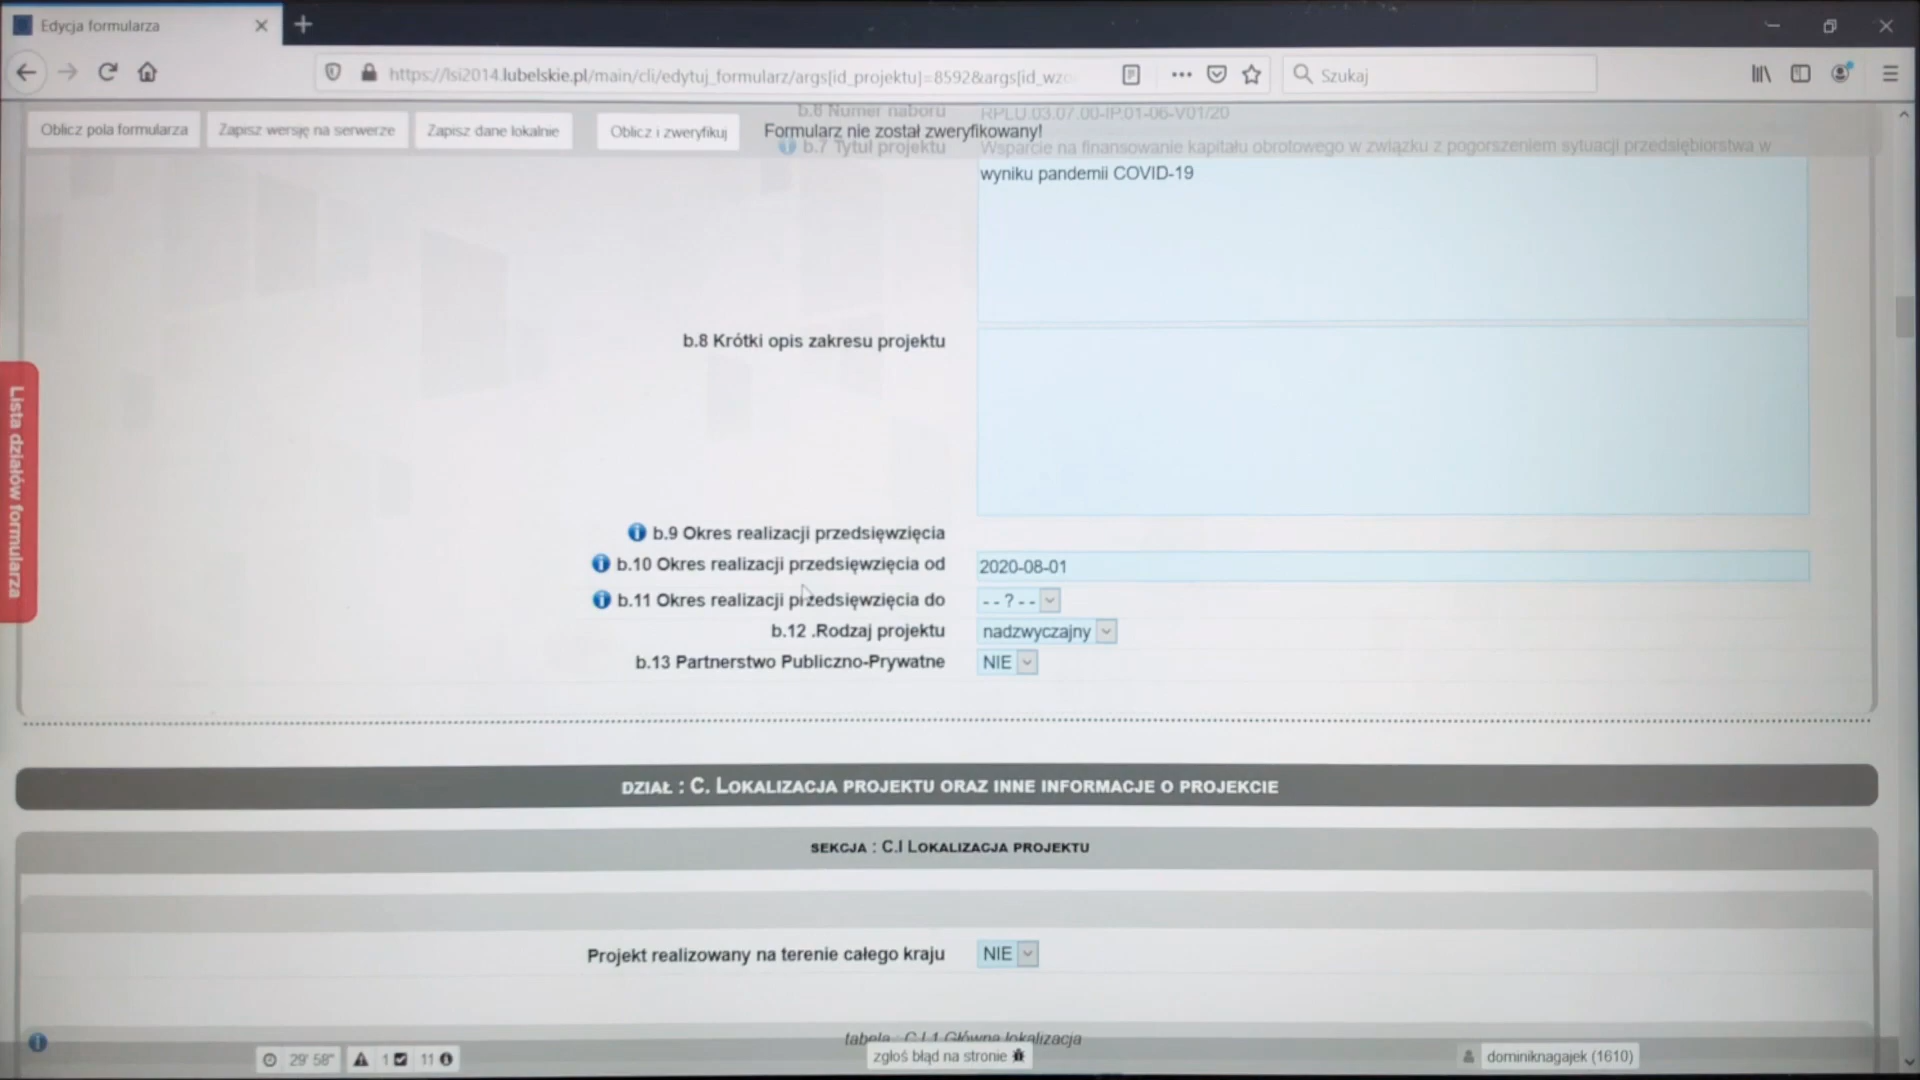 Edycja formularza
https://lsi2014.lubelskie.pl/main/cli/edytuj_formularz/args[id_projektu]=8592&args[id_wzo
Szukaj
b.6 Numer naboru RPLU.03.07.00-IP.01-06-V01/20
Oblicz pola formularza Zapisz wersję na serwerze Zapisz dane lokalnie Oblicz i zweryfikuj Formularz nie został zweryfikowany!
b.7 Tytuł projektu Wsparcie na finansowanie kapitału obrotowego w związku z pogorszeniem sytuacji przedsiębiorstwa w
wyniku pandemii COVID-19
b.8 Krótki opis zakresu projektu
Lista działów formularza
b.9 Okres realizacji przedsięwzięcia
b.10 Okres realizacji przedsięwzięcia od 2020-08-01
b.11 Okres realizacji przedsięwzięcia do - - ? - -
b.12 .Rodzaj projektu nadzwyczajny
b.13 Partnerstwo Publiczno-Prywatne NIE
DZIAŁ : C. LOKALIZACJA PROJEKTU ORAZ INNE INFORMACJE O PROJEKCIE
SEKCJA : C.I LOKALIZACJA PROJEKTU
Projekt realizowany na terenie całego kraju NIE
tabela : C.I.1 Główna lokalizacja
29' 58" 1 11 zgłoś błąd na stronie dominiknagajek (1610)